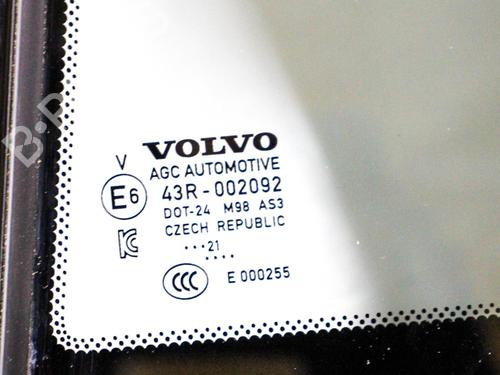 VOLVO
V
AGC AUTOMOTIVE
E6 43R-002092
DOT-24 M98 AS3
CZECH REPUBLIC
···21
····
CCC E 000255